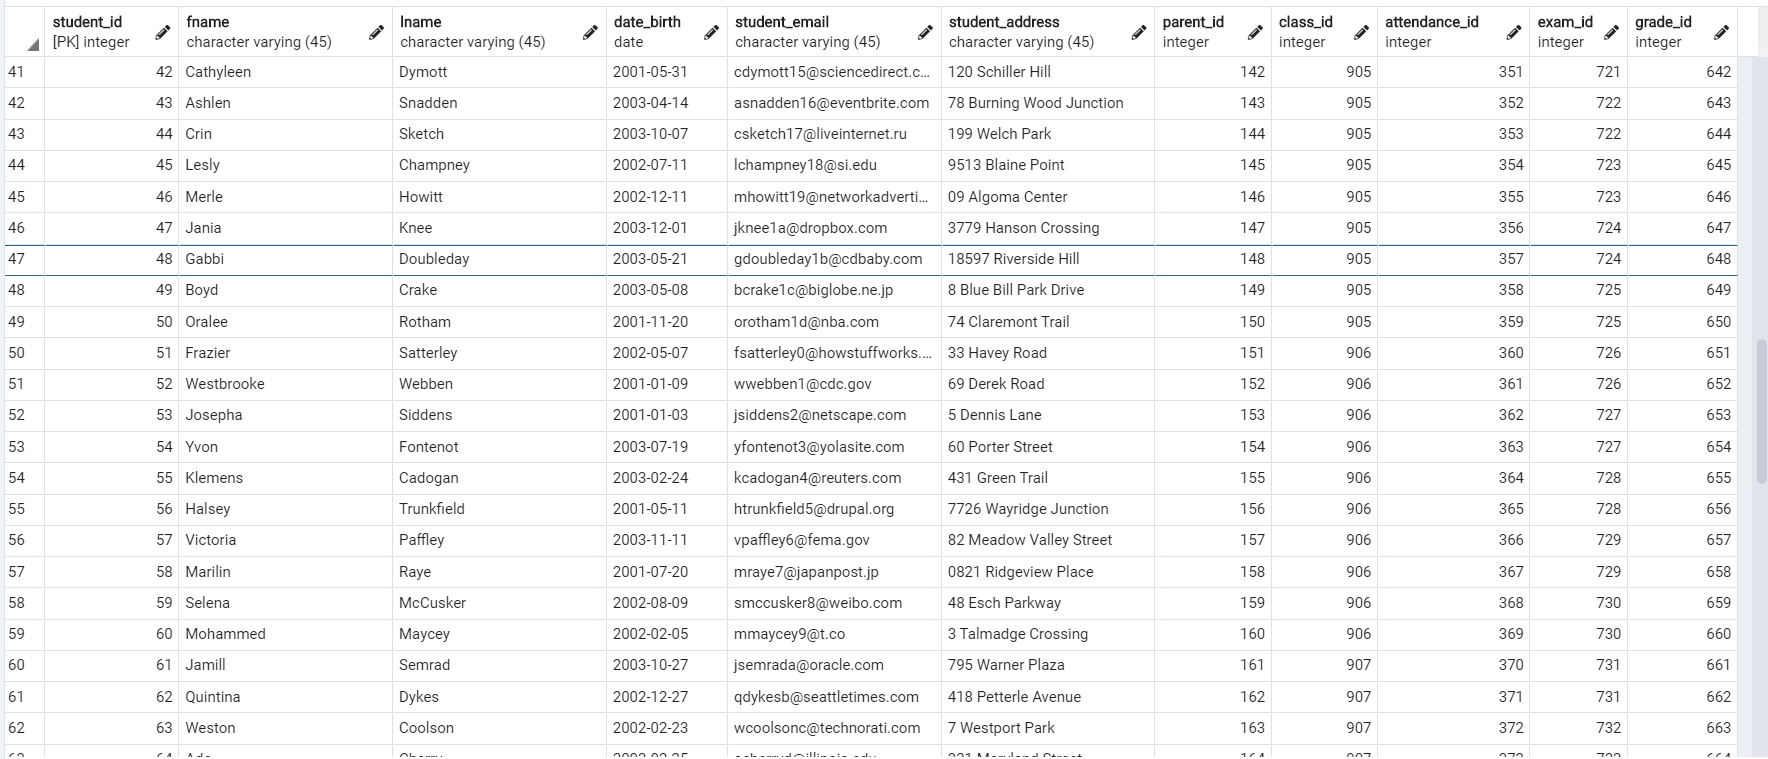 student_id fname lname date_birth student_email student_address parent_id class_id attendance_id exam_id grade_id
[PK] integer character varying (45) character varying (45) date character varying (45) character varying (45) integer integer integer integer integer
41 42 Cathyleen Dymott 2001-05-31 cdymott15@sciencedirect.c... 120 Schiller Hill 142 905 351 721 642
42 43 Ashlen Snadden 2003-04-14 asnadden16@eventbrite.com 78 Burning Wood Junction 143 905 352 722 643
43 44 Crin Sketch 2003-10-07 csketch17@liveinternet.ru 199 Welch Park 144 905 353 722 644
44 45 Lesly Champney 2002-07-11 lchampney18@si.edu 9513 Blaine Point 145 905 354 723 645
45 46 Merle Howitt 2002-12-11 mhowitt19@networkadverti... 09 Algoma Center 146 905 355 723 646
46 47 Jania Knee 2003-12-01 jknee1a@dropbox.com 3779 Hanson Crossing 147 905 356 724 647
47 48 Gabbi Doubleday 2003-05-21 gdoubleday1b@cdbaby.com 18597 Riverside Hill 148 905 357 724 648
48 49 Boyd Crake 2003-05-08 bcrake1c@biglobe.ne.jp 8 Blue Bill Park Drive 149 905 358 725 649
49 50 Oralee Rotham 2001-11-20 orotham1d@nba.com 74 Claremont Trail 150 905 359 725 650
50 51 Frazier Satterley 2002-05-07 fsatterley0@howstuffworks.... 33 Havey Road 151 906 360 726 651
51 52 Westbrooke Webben 2001-01-09 wwebben1@cdc.gov 69 Derek Road 152 906 361 726 652
52 53 Josepha Siddens 2001-01-03 jsiddens2@netscape.com 5 Dennis Lane 153 906 362 727 653
53 54 Yvon Fontenot 2003-07-19 yfontenot3@yolasite.com 60 Porter Street 154 906 363 727 654
54 55 Klemens Cadogan 2003-02-24 kcadogan4@reuters.com 431 Green Trail 155 906 364 728 655
55 56 Halsey Trunkfield 2001-05-11 htrunkfield5@drupal.org 7726 Wayridge Junction 156 906 365 728 656
56 57 Victoria Paffley 2003-11-11 vpaffley6@fema.gov 82 Meadow Valley Street 157 906 366 729 657
57 58 Marilin Raye 2001-07-20 mraye7@japanpost.jp 0821 Ridgeview Place 158 906 367 729 658
58 59 Selena McCusker 2002-08-09 smccusker8@weibo.com 48 Esch Parkway 159 906 368 730 659
59 60 Mohammed Maycey 2002-02-05 mmaycey9@t.co 3 Talmadge Crossing 160 906 369 730 660
60 61 Jamill Semrad 2003-10-27 jsemrada@oracle.com 795 Warner Plaza 161 907 370 731 661
61 62 Quintina Dykes 2002-12-27 qdykesb@seattletimes.com 418 Petterle Avenue 162 907 371 731 662
62 63 Weston Coolson 2002-02-23 wcoolsonc@technorati.com 7 Westport Park 163 907 372 732 663